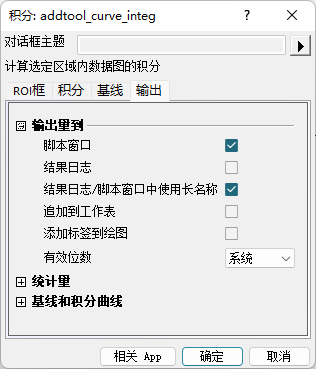 积分: addtool_curve_integ
对话框主题
计算选定区域内数据图的积分
ROI框 积分 基线 输出
输出量到
脚本窗口
结果日志
结果日志/脚本窗口中使用长名称
追加到工作表
添加标签到绘图
有效位数 系统
统计量
基线和积分曲线
相关 App 确定 取消